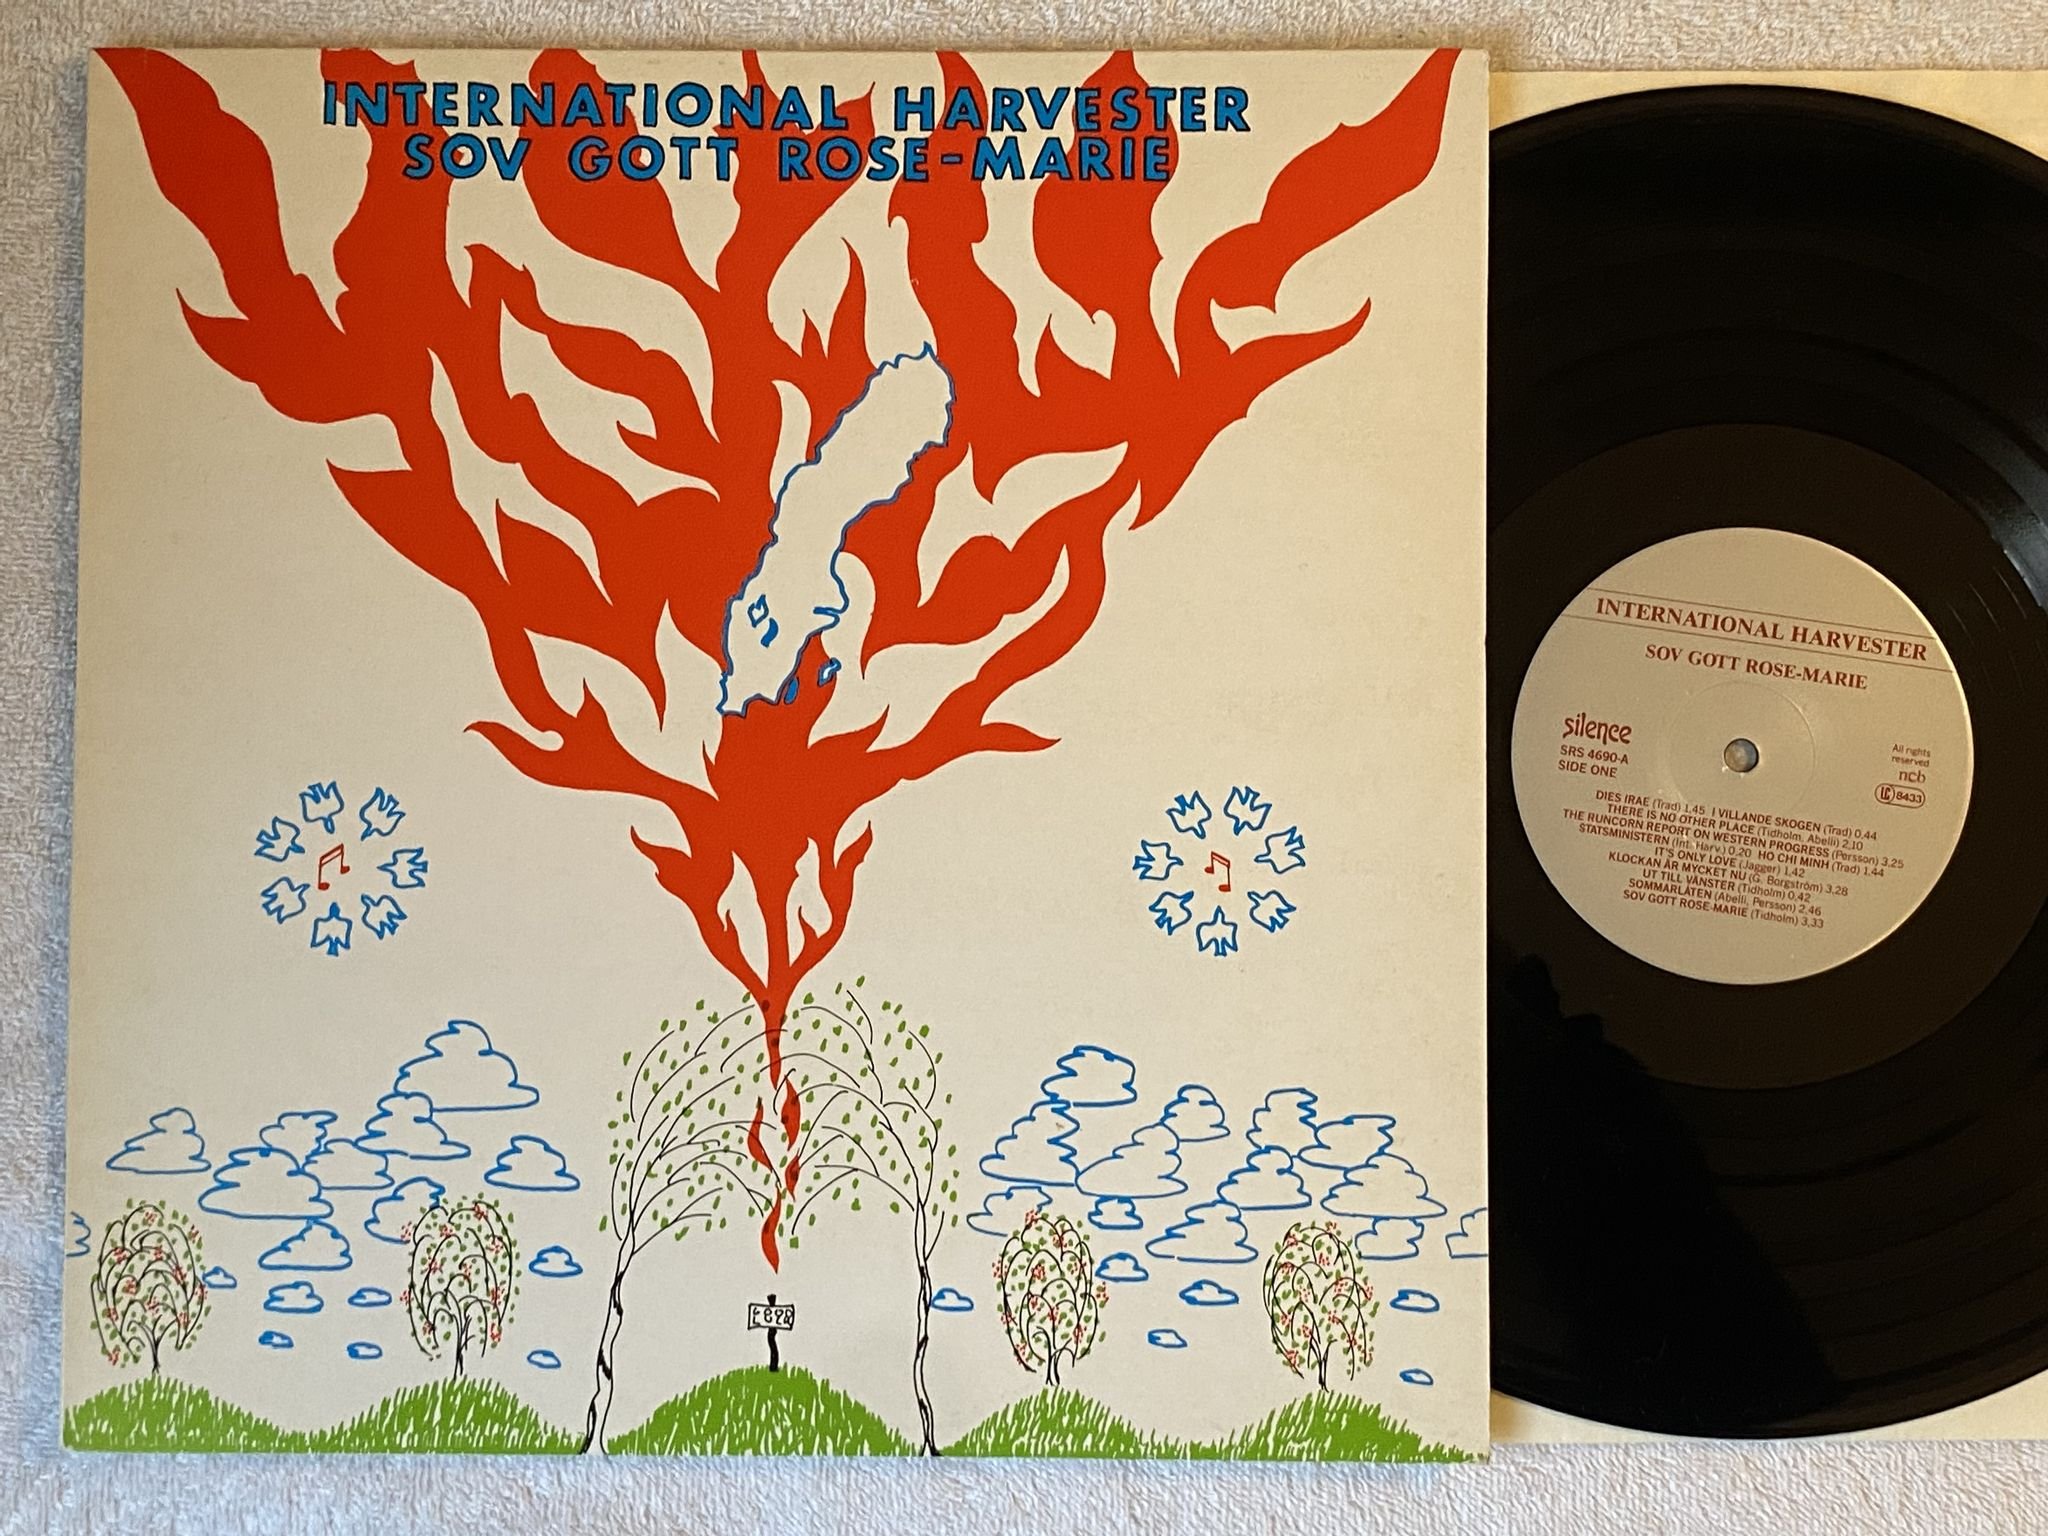 INTERNATIONAL HARVESTER
SOV GOTT ROSE-MARIE
INTERNATIONAL HARVESTER
SOV GOTT ROSE-MARIE
silence
SRS 4690-A
SIDE ONE
All rights
reserved
ncb
LC 8433
DIES IRAE (Trad) 1.45 I VILLANDE SKOGEN (Trad) 0.44
THERE IS NO OTHER PLACE (Tidholm, Abelli) 2.10
THE RUNCORN REPORT ON WESTERN PROGRESS (Persson) 3.25
STATSMINISTERN (Int. Harv.) 0.20 HO CHI MINH (Trad) 1.44
IT'S ONLY LOVE (Jagger) 1.42
KLOCKAN ÄR MYCKET NU (G. Borgström) 3.28
UT TILL VÄNSTER (Tidholm) 0.42
SOMMARLÅTEN (Abelli, Persson) 2.46
SOV GOTT ROSE-MARIE (Tidholm) 3.33